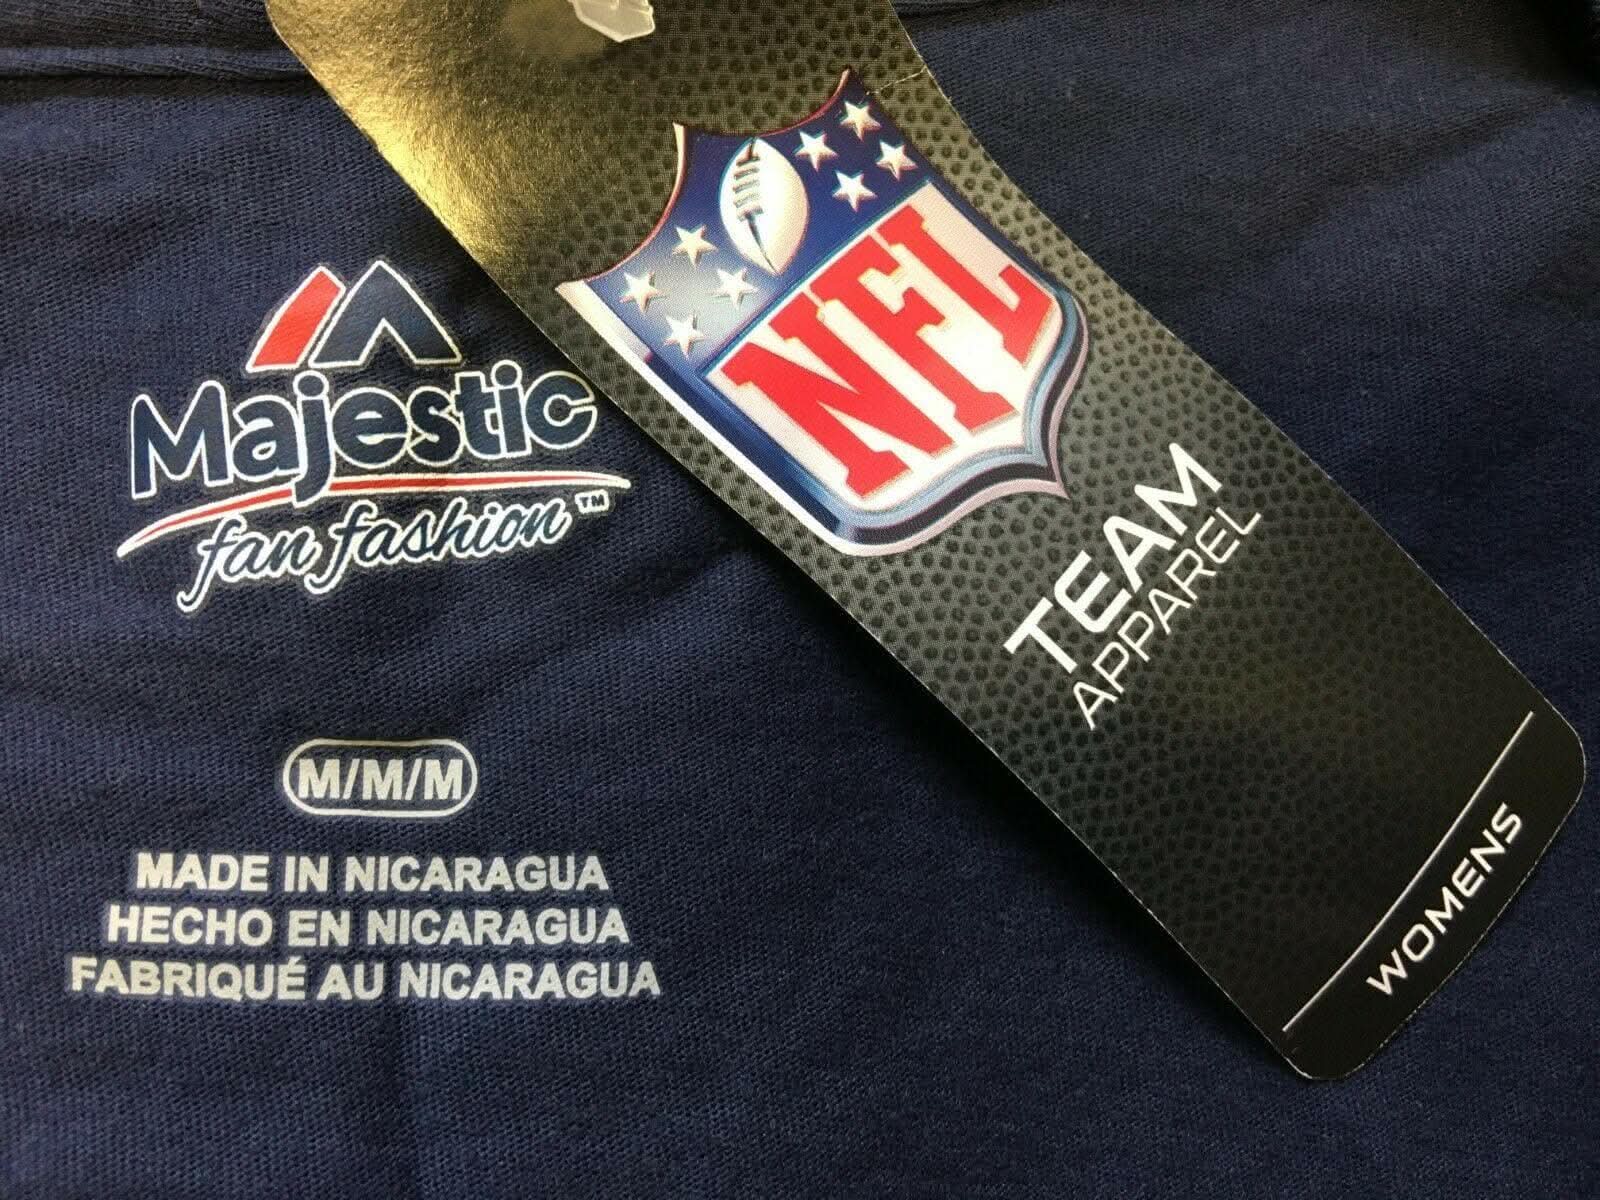 Majestic
fan fashion™
M/M/M
MADE IN NICARAGUA
HECHO EN NICARAGUA
FABRIQUÉ AU NICARAGUA
NFL
TEAM
APPAREL
WOMENS